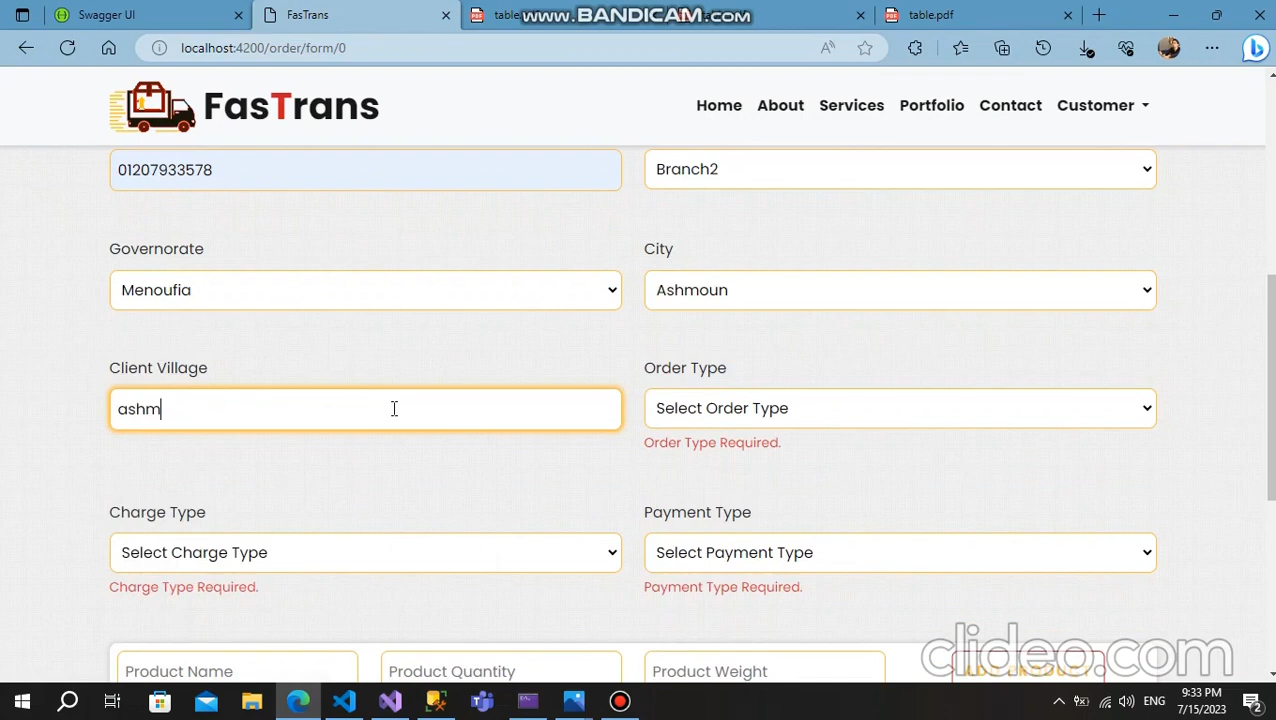 Swagger UI
FasTrans
table.pdf
www.BANDICAM.com
localhost:4200/order/form/0
FasTrans
Home
About
Services
Portfolio
Contact
Customer
01207933578
Branch2
Governorate
City
Menoufia
Ashmoun
Client Village
Order Type
ashm
Select Order Type
Order Type Required.
Charge Type
Payment Type
Select Charge Type
Select Payment Type
Charge Type Required.
Payment Type Required.
Product Name
Product Quantity
Product Weight
clideo.com
ENG
9:33 PM
7/15/2023
2